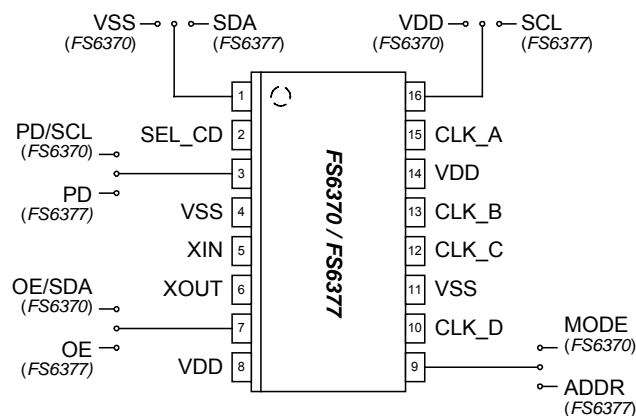 VSS SDA
(FS6370) (FS6377)
VDD SCL
(FS6370) (FS6377)
1 16
PD/SCL
(FS6370)
SEL_CD 2 15 CLK_A
3 14 VDD
PD
(FS6377)
VSS 4 13 CLK_B
XIN 5 12 CLK_C
OE/SDA
(FS6370)
XOUT 6 11 VSS
7 10 CLK_D
OE
(FS6377)
VDD 8 9
MODE
(FS6370)
ADDR
(FS6377)
FS6370 / FS6377